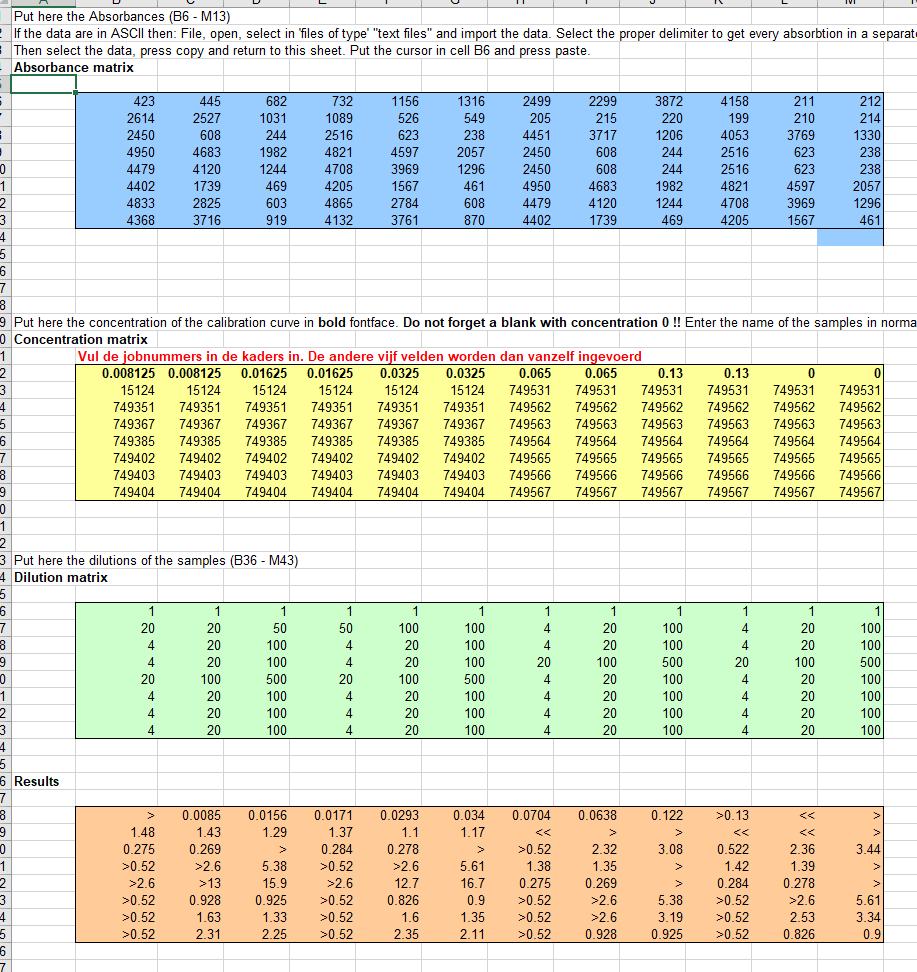 Put here the Absorbances (B6 - M13)
If the data are in ASCII then: File, open, select in 'files of type' "text files" and import the data. Select the proper delimiter to get every absorbtion in a separat
Then select the data, press copy and return to this sheet. Put the cursor in cell B6 and press paste.
Absorbance matrix
423 445 682 732 1156 1316 2499 2299 3872 4158 211 212
2614 2527 1031 1089 526 549 205 215 220 199 210 214
2450 608 244 2516 623 238 4451 3717 1206 4053 3769 1330
4950 4683 1982 4821 4597 2057 2450 608 244 2516 623 238
4479 4120 1244 4708 3969 1296 2450 608 244 2516 623 238
4402 1739 469 4205 1567 461 4950 4683 1982 4821 4597 2057
4833 2825 603 4865 2784 608 4479 4120 1244 4708 3969 1296
4368 3716 919 4132 3761 870 4402 1739 469 4205 1567 461
Put here the concentration of the calibration curve in bold fontface. Do not forget a blank with concentration 0 !! Enter the name of the samples in norma
Concentration matrix
Vul de jobnummers in de kaders in. De andere vijf velden worden dan vanzelf ingevoerd
0.008125 0.008125 0.01625 0.01625 0.0325 0.0325 0.065 0.065 0.13 0.13 0 0
15124 15124 15124 15124 15124 15124 749531 749531 749531 749531 749531 749531
749351 749351 749351 749351 749351 749351 749562 749562 749562 749562 749562 749562
749367 749367 749367 749367 749367 749367 749563 749563 749563 749563 749563 749563
749385 749385 749385 749385 749385 749385 749564 749564 749564 749564 749564 749564
749402 749402 749402 749402 749402 749402 749565 749565 749565 749565 749565 749565
749403 749403 749403 749403 749403 749403 749566 749566 749566 749566 749566 749566
749404 749404 749404 749404 749404 749404 749567 749567 749567 749567 749567 749567
Put here the dilutions of the samples (B36 - M43)
Dilution matrix
1 1 1 1 1 1 1 1 1 1 1 1
20 20 50 50 100 100 4 20 100 4 20 100
4 20 100 4 20 100 4 20 100 4 20 100
4 20 100 4 20 100 20 100 500 20 100 500
20 100 500 20 100 500 4 20 100 4 20 100
4 20 100 4 20 100 4 20 100 4 20 100
4 20 100 4 20 100 4 20 100 4 20 100
4 20 100 4 20 100 4 20 100 4 20 100
Results
> 0.0085 0.0156 0.0171 0.0293 0.034 0.0704 0.0638 0.122 >0.13 << >
1.48 1.43 1.29 1.37 1.1 1.17 << > > << << >
0.275 0.269 > 0.284 0.278 > >0.52 2.32 3.08 0.522 2.36 3.44
>0.52 >2.6 5.38 >0.52 >2.6 5.61 1.38 1.35 > 1.42 1.39 >
>2.6 >13 15.9 >2.6 12.7 16.7 0.275 0.269 > 0.284 0.278 >
>0.52 0.928 0.925 >0.52 0.826 0.9 >0.52 >2.6 5.38 >0.52 >2.6 5.61
>0.52 1.63 1.33 >0.52 1.6 1.35 >0.52 >2.6 3.19 >0.52 2.53 3.34
>0.52 2.31 2.25 >0.52 2.35 2.11 >0.52 0.928 0.925 >0.52 0.826 0.9